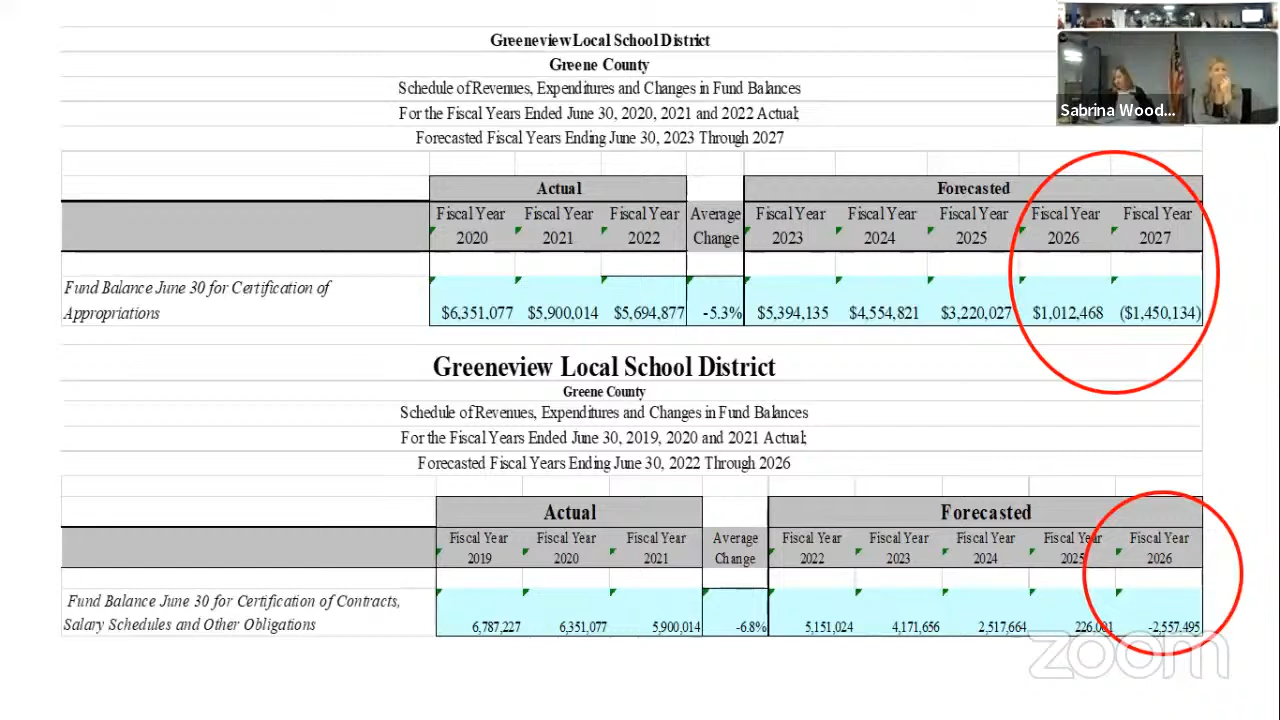 Greeneview Local School District
Greene County
Schedule of Revenues, Expenditures and Changes in Fund Balances
For the Fiscal Years Ended June 30, 2020, 2021 and 2022 Actual;
Forecasted Fiscal Years Ending June 30, 2023 Through 2027
Sabrina Wood...
Actual Forecasted
Fiscal Year Fiscal Year Fiscal Year Average Fiscal Year Fiscal Year Fiscal Year Fiscal Year Fiscal Year
2020 2021 2022 Change 2023 2024 2025 2026 2027
Fund Balance June 30 for Certification of
Appropriations $6,351,077 $5,900,014 $5,694,877 -5.3% $5,394,135 $4,554,821 $3,220,027 $1,012,468 ($1,450,134)
Greeneview Local School District
Greene County
Schedule of Revenues, Expenditures and Changes in Fund Balances
For the Fiscal Years Ended June 30, 2019, 2020 and 2021 Actual;
Forecasted Fiscal Years Ending June 30, 2022 Through 2026
Actual Forecasted
Fiscal Year Fiscal Year Fiscal Year Average Fiscal Year Fiscal Year Fiscal Year Fiscal Year Fiscal Year
2019 2020 2021 Change 2022 2023 2024 2025 2026
Fund Balance June 30 for Certification of Contracts,
Salary Schedules and Other Obligations 6,787,227 6,351,077 5,900,014 -6.8% 5,151,024 4,171,656 2,517,664 -2,557,495
zoom